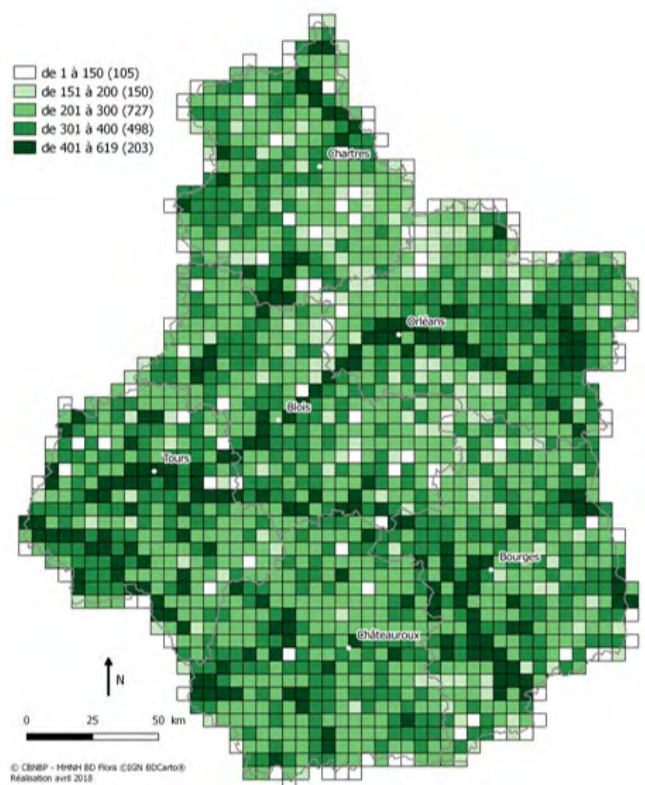 de 1 à 150 (105)
de 151 à 200 (150)
de 201 à 300 (727)
de 301 à 400 (498)
de 401 à 619 (203)
Chartres
Orléans
Blois
Tours
Bourges
Châteauroux
N
0 25 50 km
© CBNBP - MNHN BD Flora ©IGN BDCarto®
Réalisation avril 2018